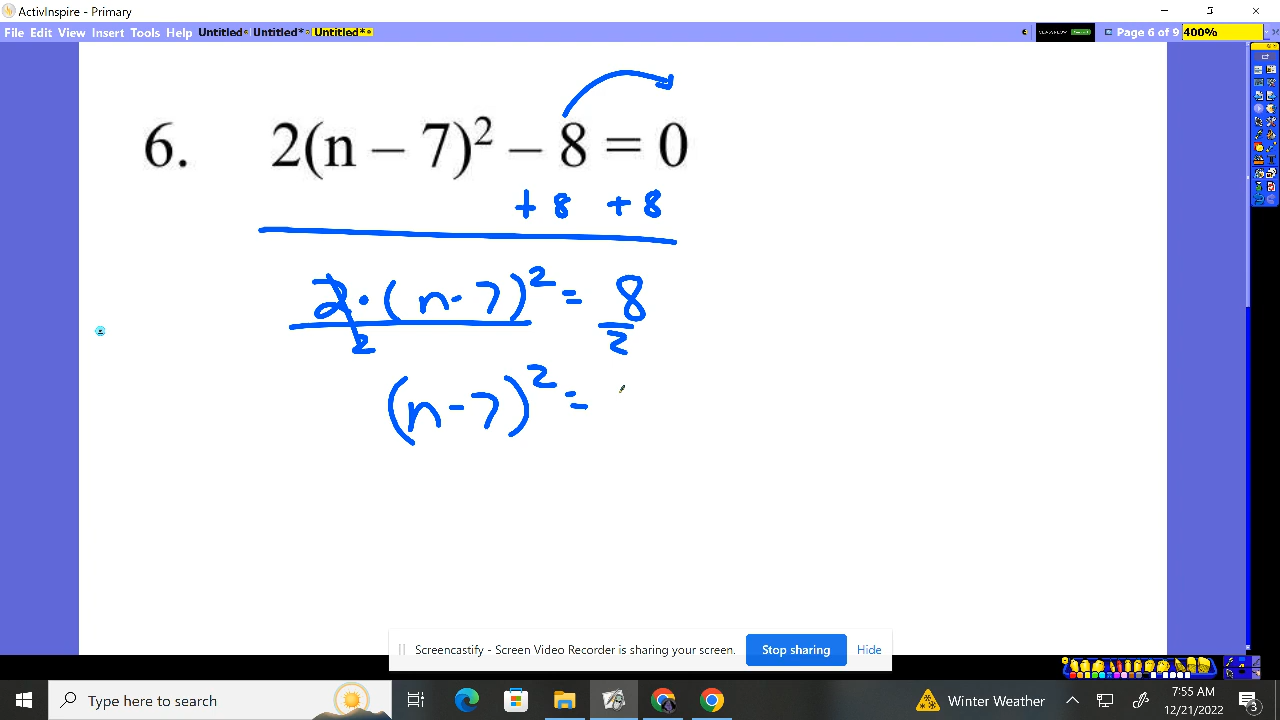 ActivInspire - Primary
File Edit View Insert Tools Help Untitled Untitled* Untitled* Page 6 of 9 400%
6. 2(n – 7)² – 8 = 0
+ 8 + 8
2 · (n - 7)² = 8
2 2
(n - 7)² =
Screencastify - Screen Video Recorder is sharing your screen. Stop sharing Hide
Type here to search
Winter Weather
7:55 AM
12/21/2022
3